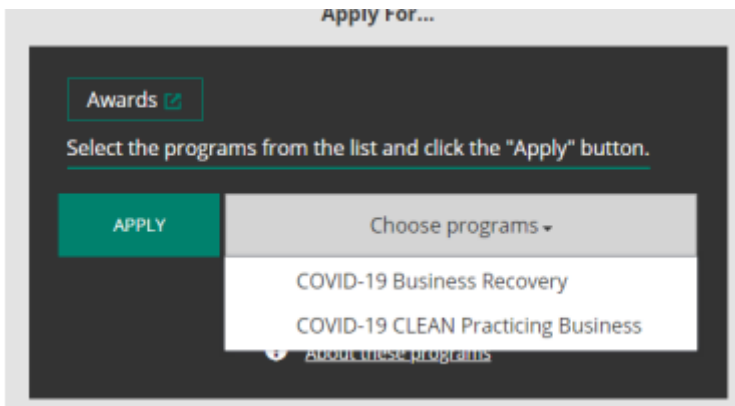 Apply For...
Awards
Select the programs from the list and click the "Apply" button.
APPLY
Choose programs
COVID-19 Business Recovery
COVID-19 CLEAN Practicing Business
About these programs